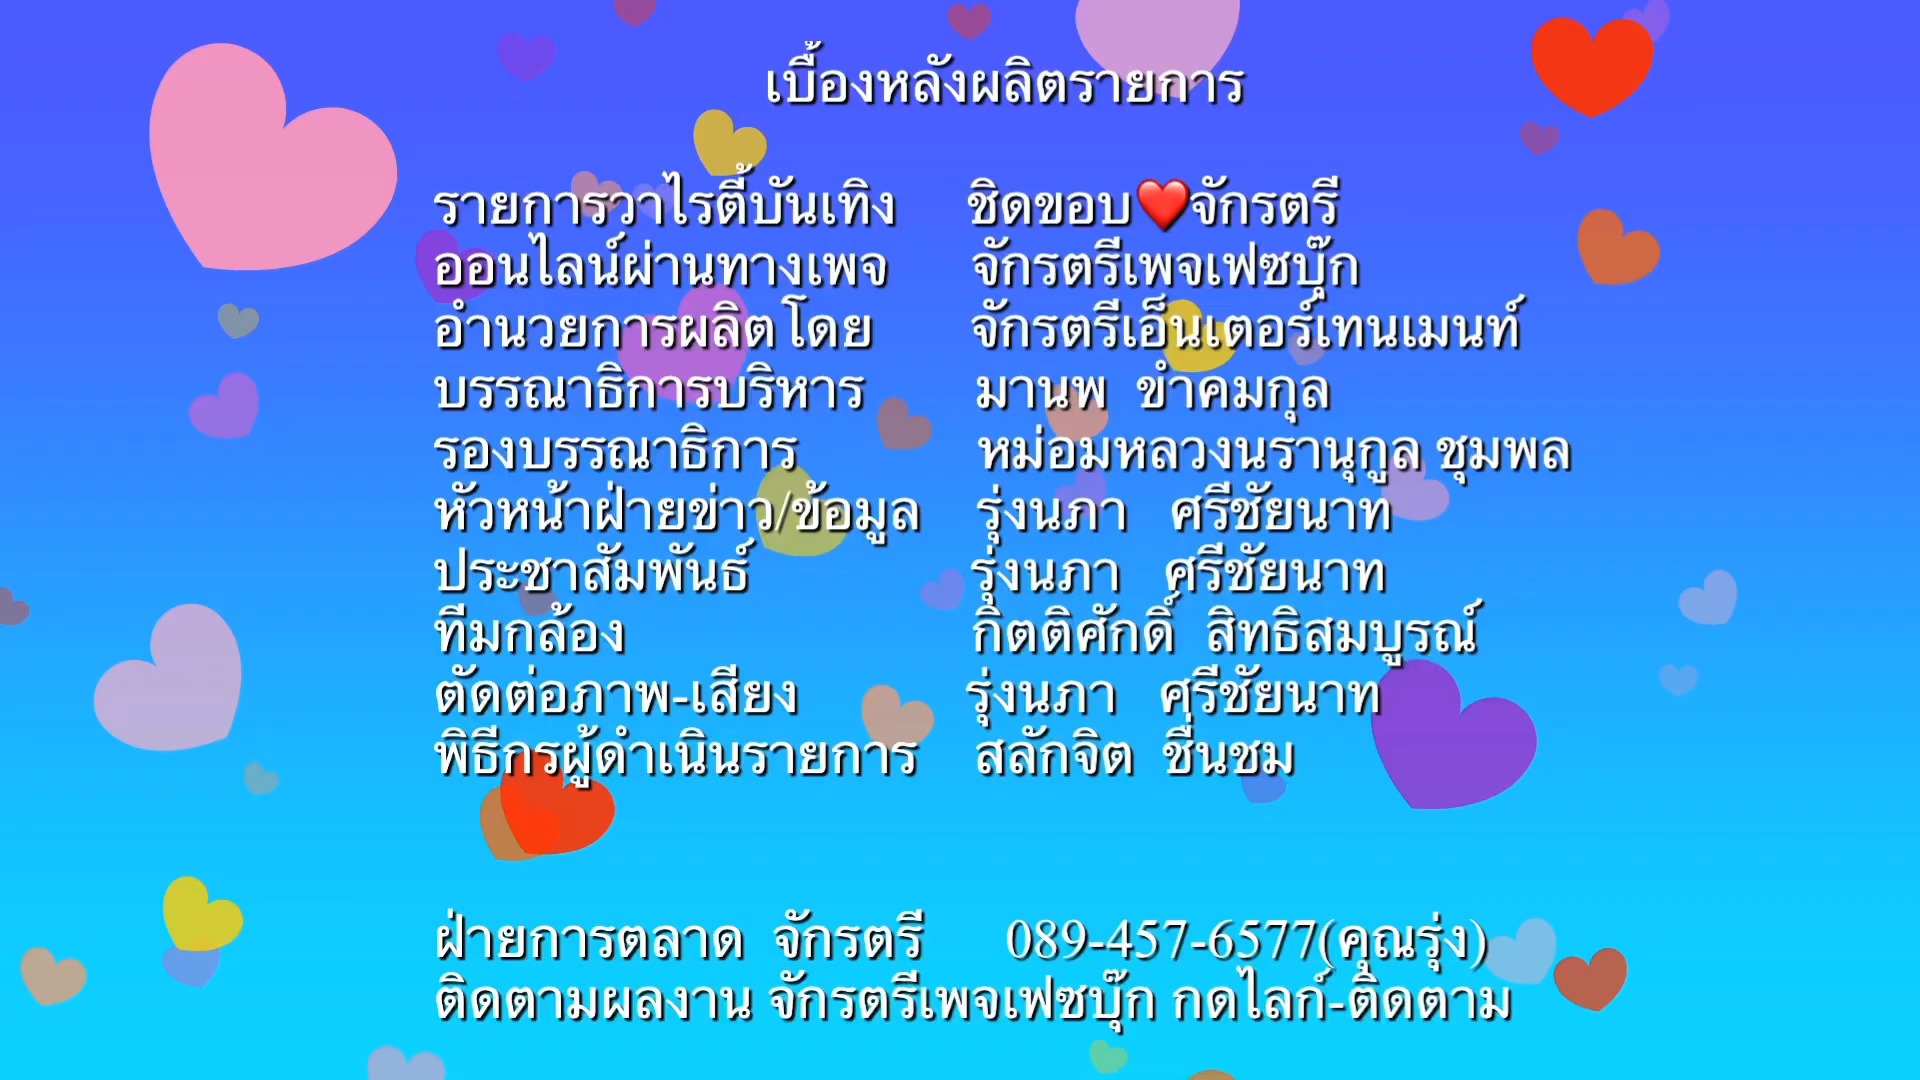 เบื้องหลังผลิตรายการ
รายการวาไรตี้บันเทิง ชิดขอบ❤️จักรตรี
ออนไลน์ผ่านทางเพจ จักรตรีเพจเฟซบุ๊ก
อำนวยการผลิตโดย จักรตรีเอ็นเตอร์เทนเมนท์
บรรณาธิการบริหาร มานพ ขำคมกุล
รองบรรณาธิการ หม่อมหลวงนรานุกูล ชุมพล
หัวหน้าฝ่ายข่าว/ข้อมูล รุ่งนภา ศรีชัยนาท
ประชาสัมพันธ์ รุ่งนภา ศรีชัยนาท
ทีมกล้อง กิตติศักดิ์ สิทธิสมบูรณ์
ตัดต่อภาพ-เสียง รุ่งนภา ศรีชัยนาท
พิธีกรผู้ดำเนินรายการ สลักจิต ชื่นชม
ฝ่ายการตลาด จักรตรี 089-457-6577(คุณรุ่ง)
ติดตามผลงาน จักรตรีเพจเฟซบุ๊ก กดไลก์-ติดตาม